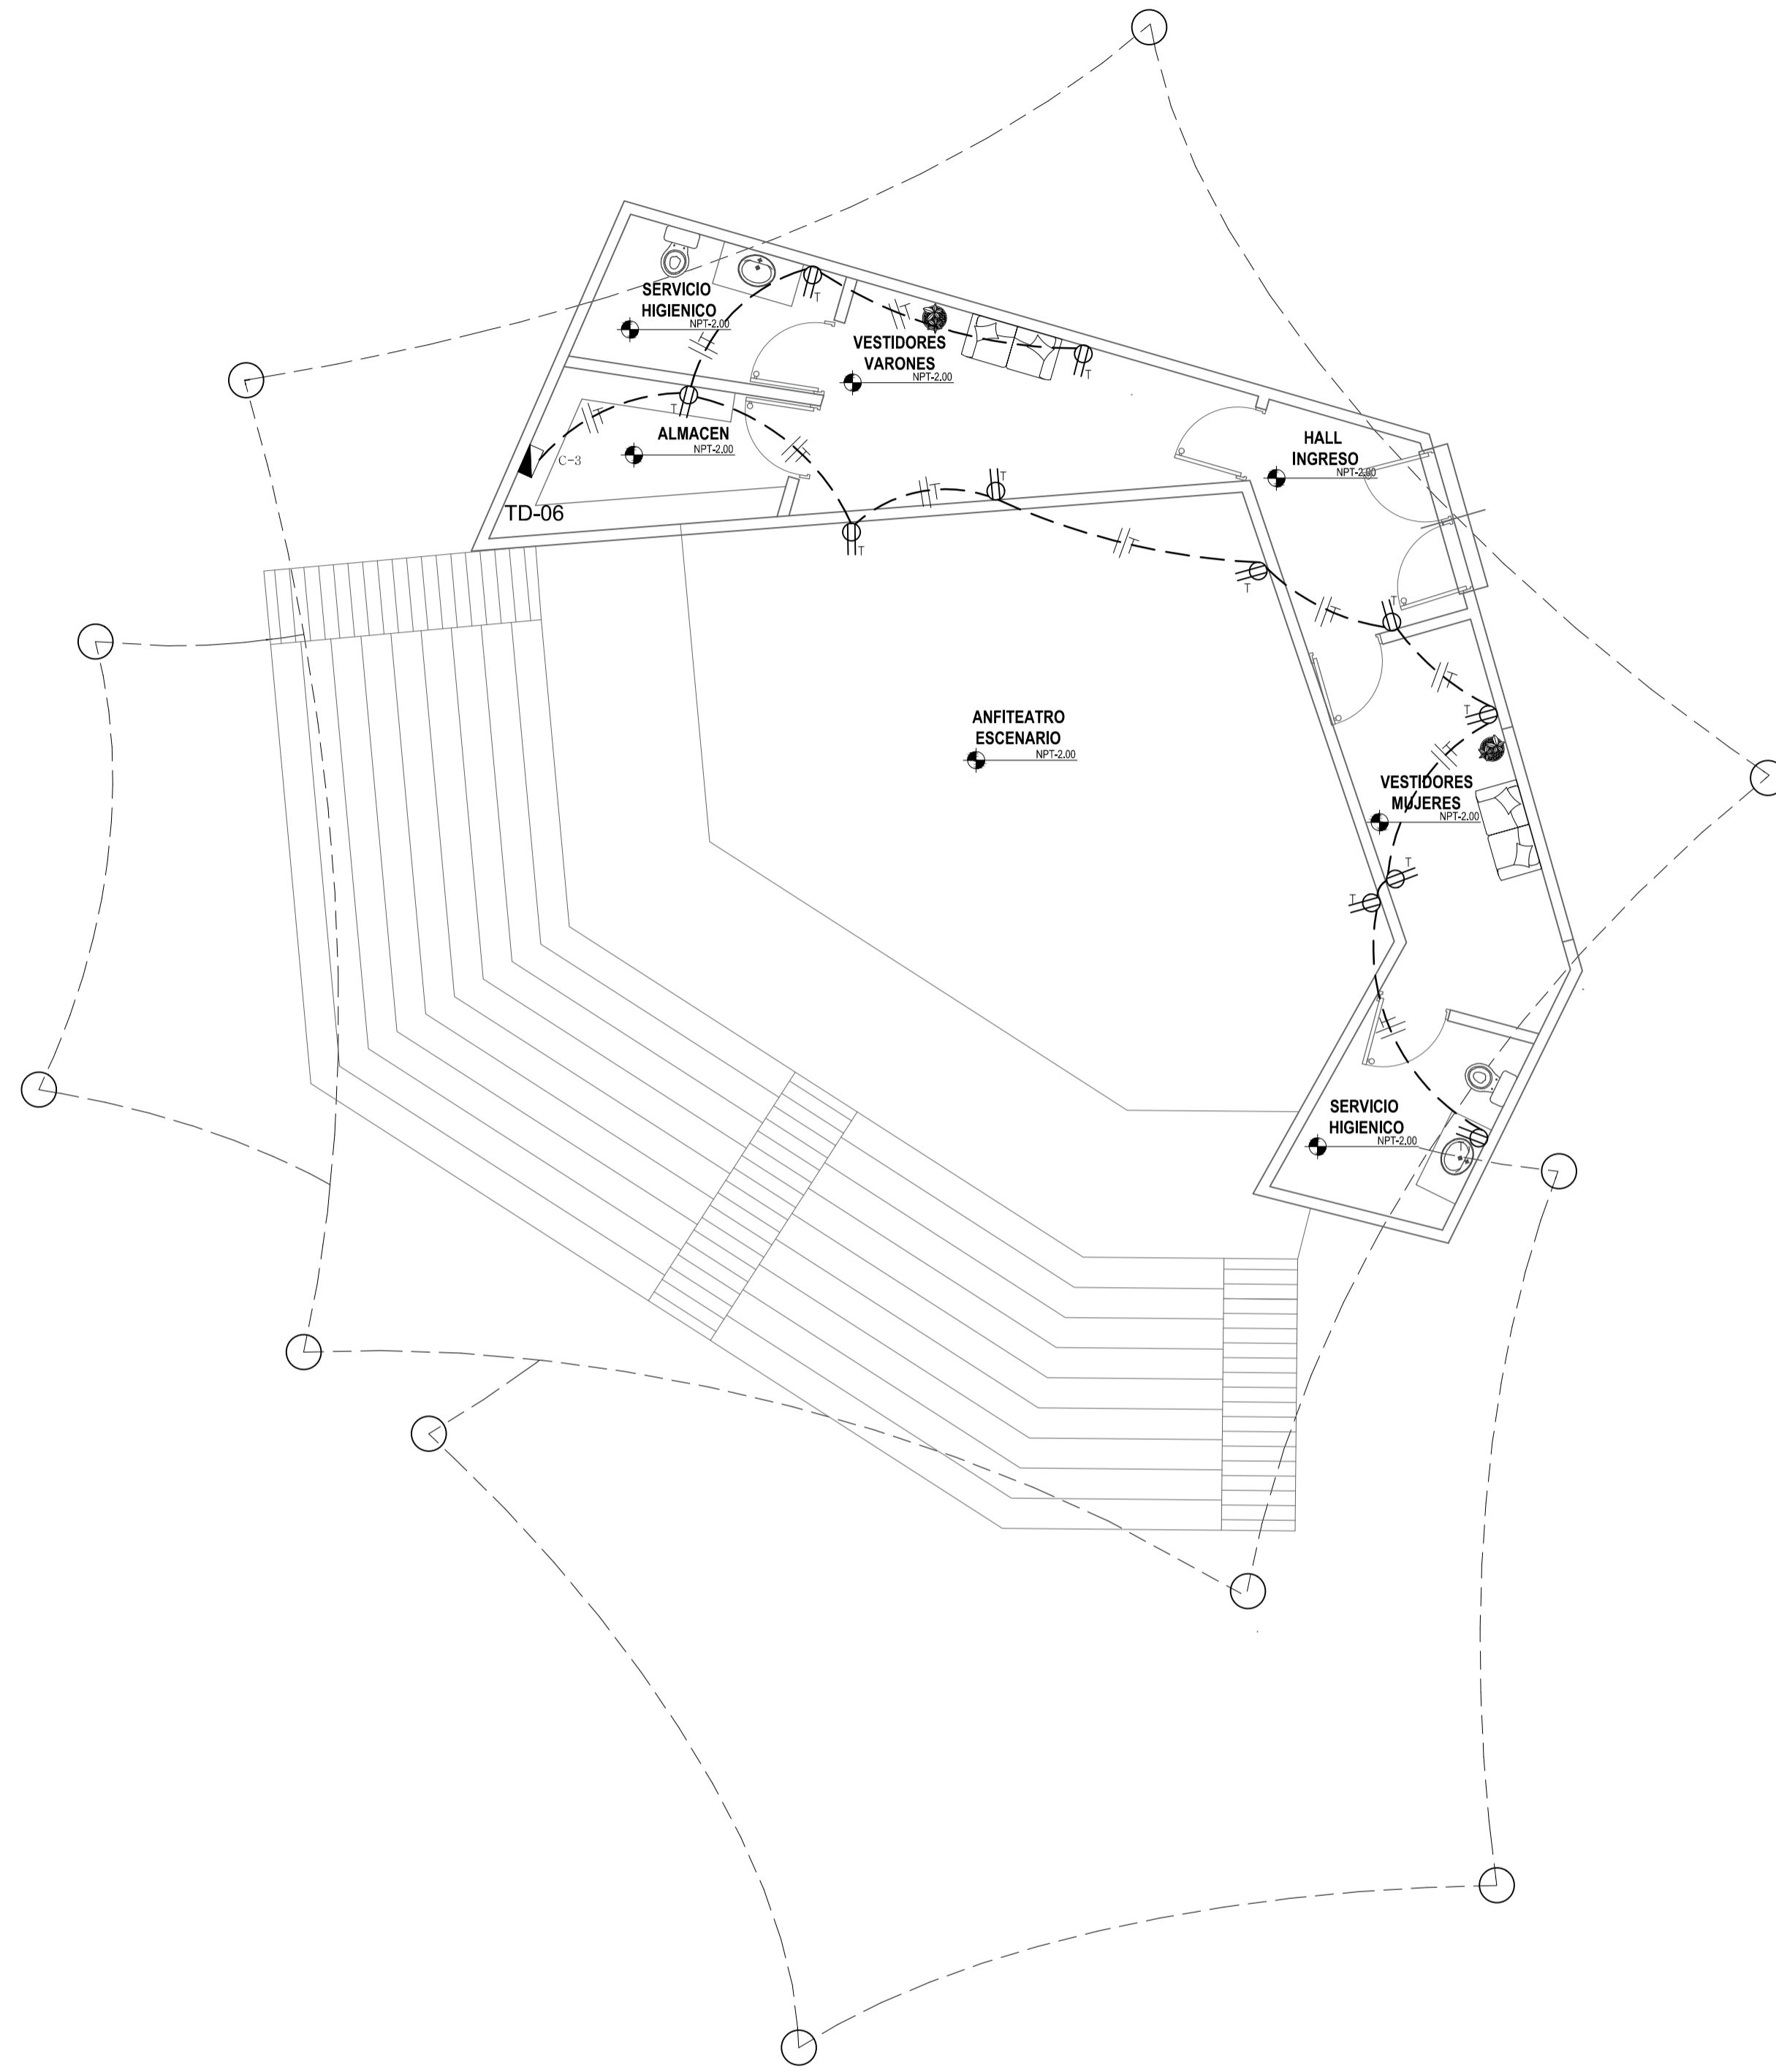 SERVICIO
HIGIENICO
NPT-2.00
T
T
VESTIDORES
VARONES
NPT-2.00
T
T
T
T
ALMACEN
NPT-2.00
T
C-3
T
TD-06
HALL
INGRESO
NPT-2.00
T
T
T
T
T
T
T
T
T
ANFITEATRO
ESCENARIO
NPT-2.00
T
T
VESTIDORES
MUJERES
NPT-2.00
T
T
T
SERVICIO
HIGIENICO
NPT-2.00
T